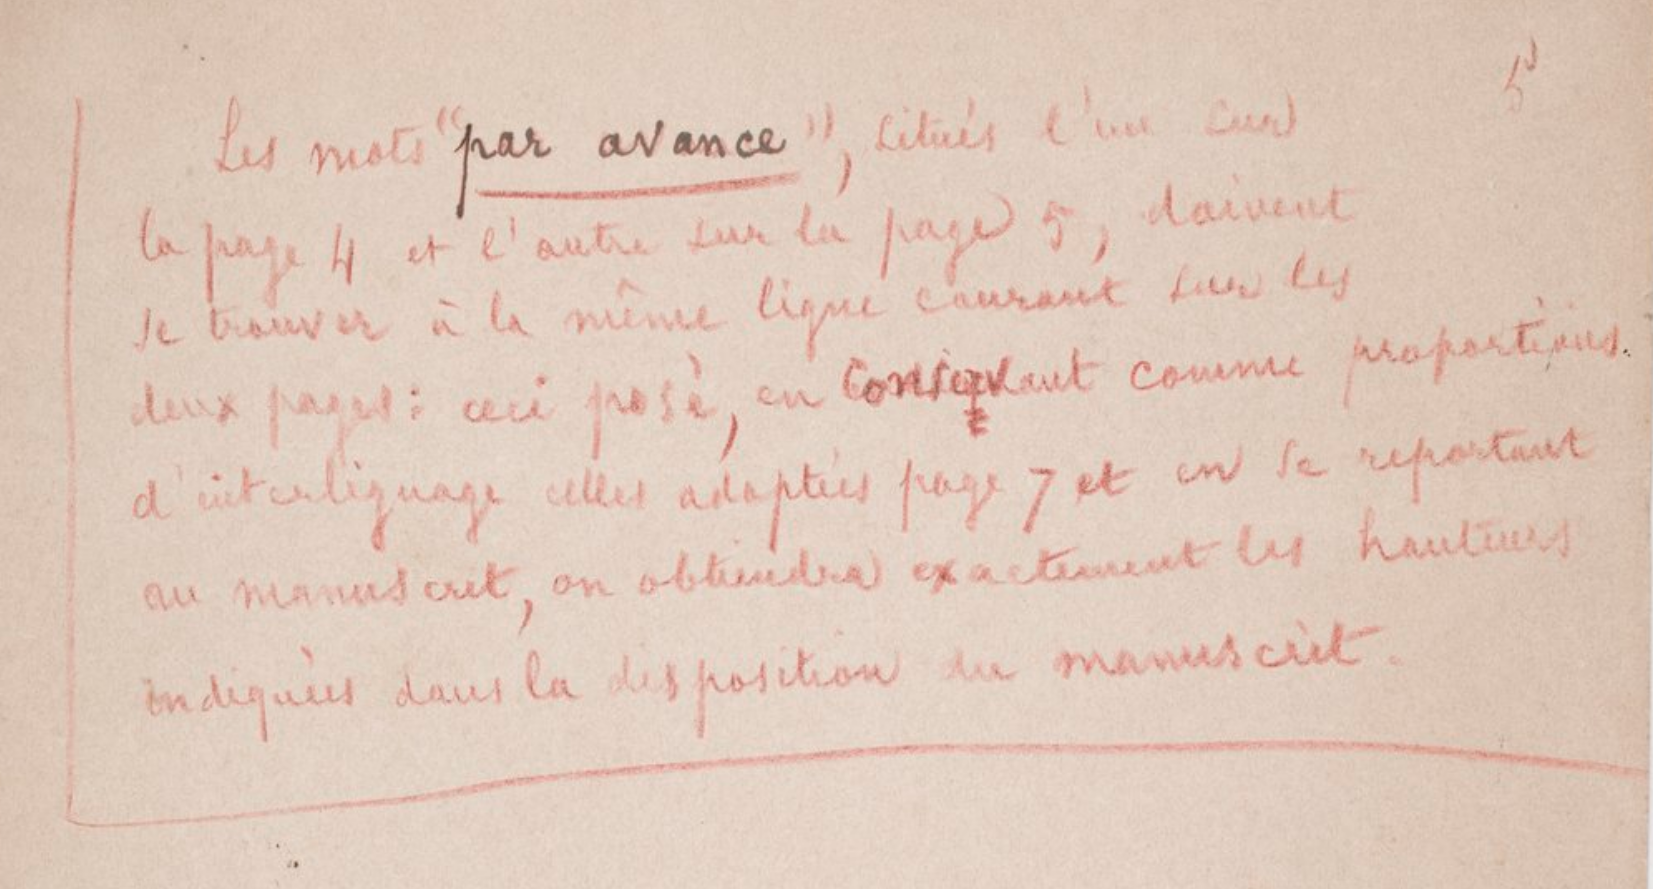 5
Les mots "par avance", situés l'un sur
la page 4 et l'autre sur la page 5, doivent
se trouver à la même ligne courant sur les
deux pages: ceci posé, en conservant comme proportions
d'interlignage celles adoptées page 7 et en se reportant
au manuscrit, on obtiendra exactement les hauteurs
indiquées dans la disposition du manuscrit.